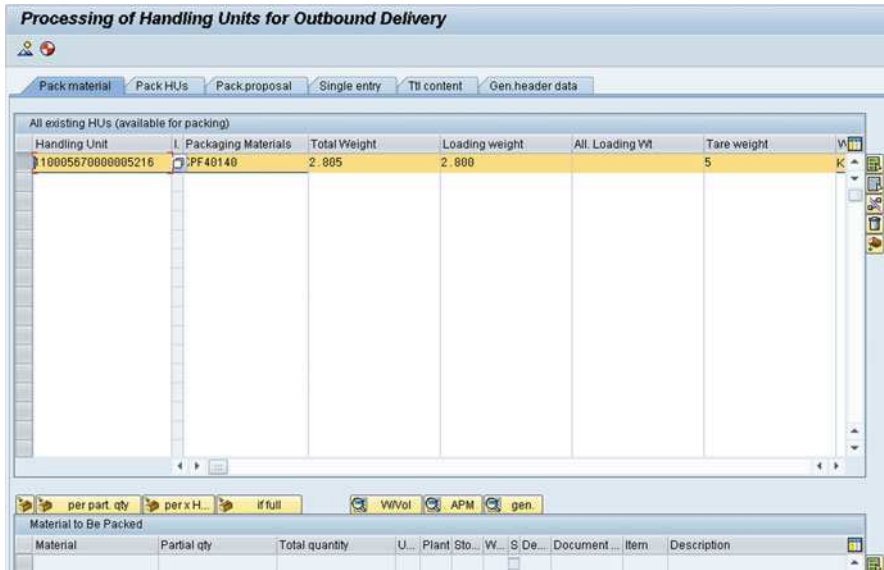 Processing of Handling Units for Outbound Delivery
Pack material Pack HUs Pack.proposal Single entry Ttl content Gen.header data
All existing HUs (available for packing)
Handling Unit I. Packaging Materials Total Weight Loading weight All. Loading Wt Tare weight W
110005670000005216 CPF40140 2.805 2.800 5 K
per part. qty per x H... if full W/Vol APM gen.
Material to Be Packed
Material Partial qty Total quantity U... Plant Sto... W... S De... Document ... Item Description